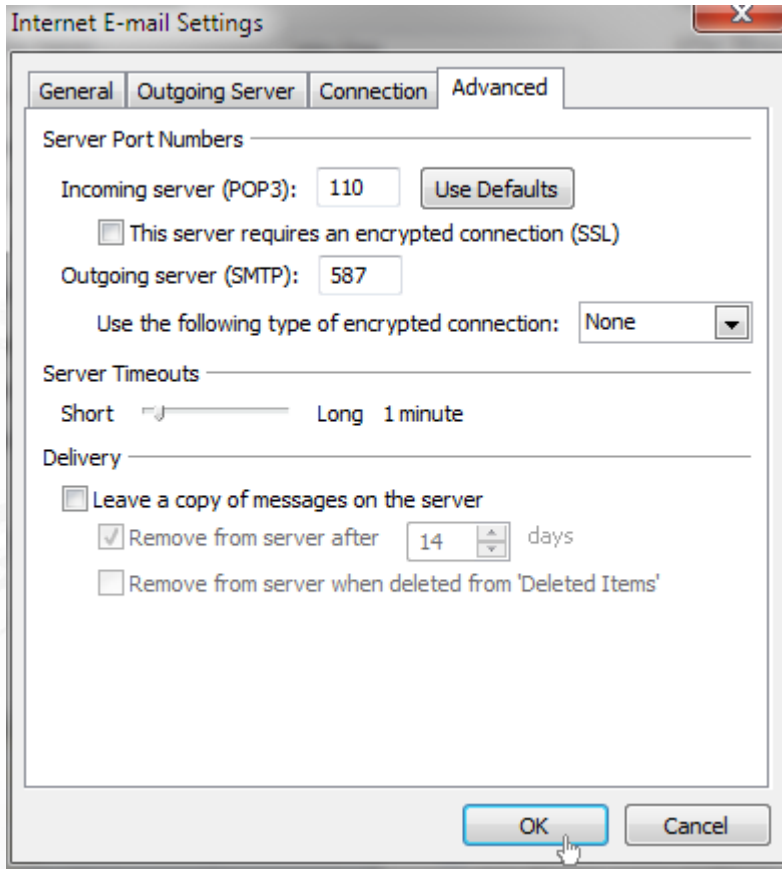 Internet E-mail Settings
X
General Outgoing Server Connection Advanced
Server Port Numbers
Incoming server (POP3): 110 Use Defaults
This server requires an encrypted connection (SSL)
Outgoing server (SMTP): 587
Use the following type of encrypted connection: None
Server Timeouts
Short Long 1 minute
Delivery
Leave a copy of messages on the server
Remove from server after 14 days
Remove from server when deleted from 'Deleted Items'
OK Cancel